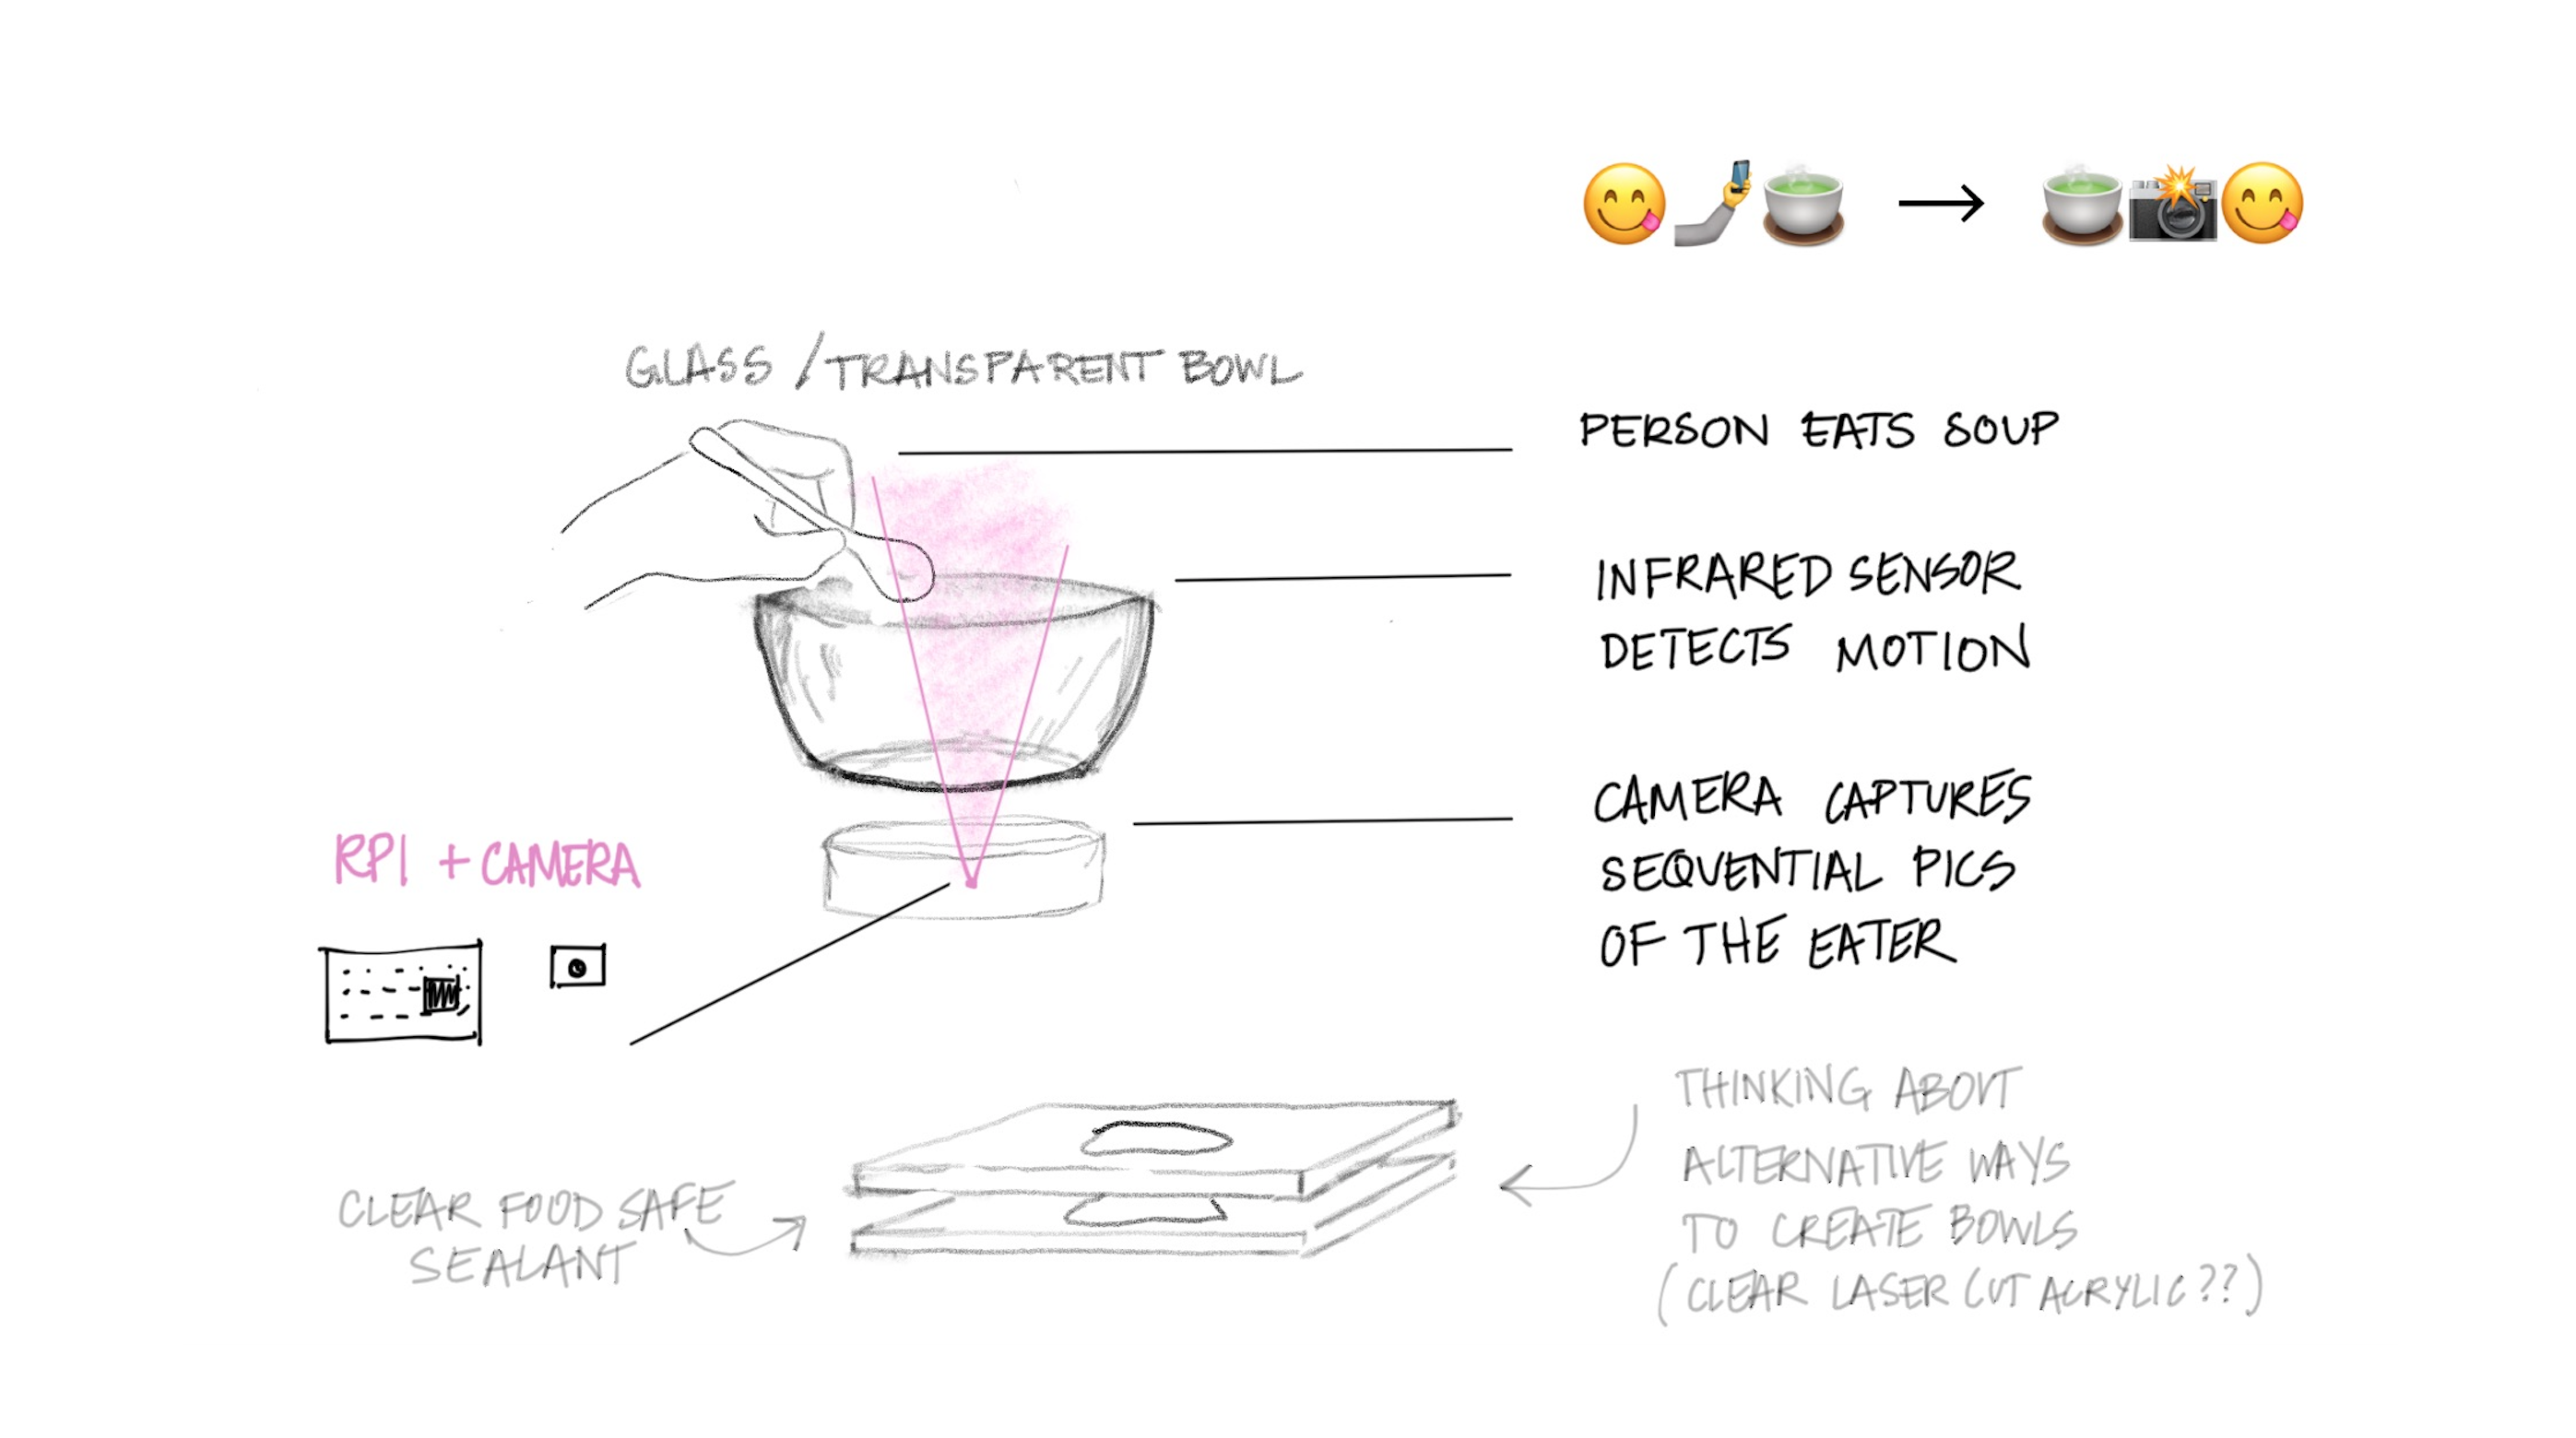 GLASS / TRANSPARENT BOWL
PERSON EATS SOUP
INFRARED SENSOR
DETECTS MOTION
CAMERA CAPTURES
SEQUENTIAL PICS
OF THE EATER
RPI + CAMERA
CLEAR FOOD SAFE
SEALANT
THINKING ABOUT
ALTERNATIVE WAYS
TO CREATE BOWLS
(CLEAR LASER CUT ACRYLIC??)